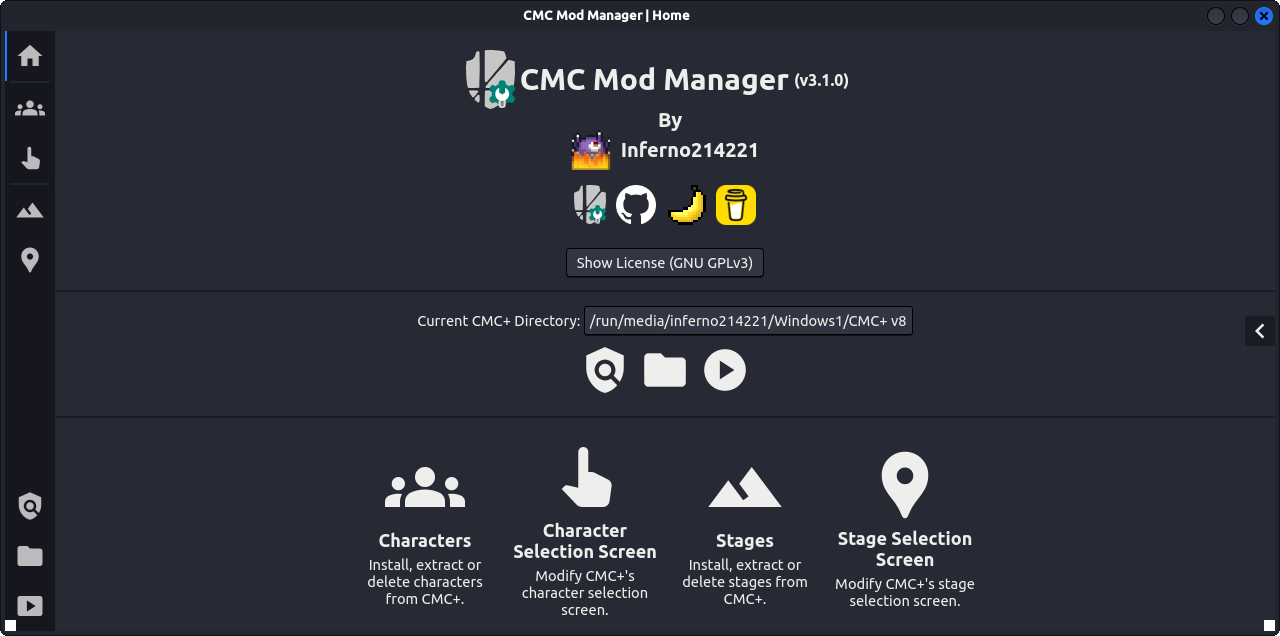 CMC Mod Manager | Home
CMC Mod Manager (v3.1.0)
By
Inferno214221
Show License (GNU GPLv3)
Current CMC+ Directory: /run/media/inferno214221/Windows1/CMC+ v8
Characters
Install, extract or
delete characters
from CMC+.
Character
Selection Screen
Modify CMC+'s
character selection
screen.
Stages
Install, extract or
delete stages from
CMC+.
Stage Selection
Screen
Modify CMC+'s stage
selection screen.